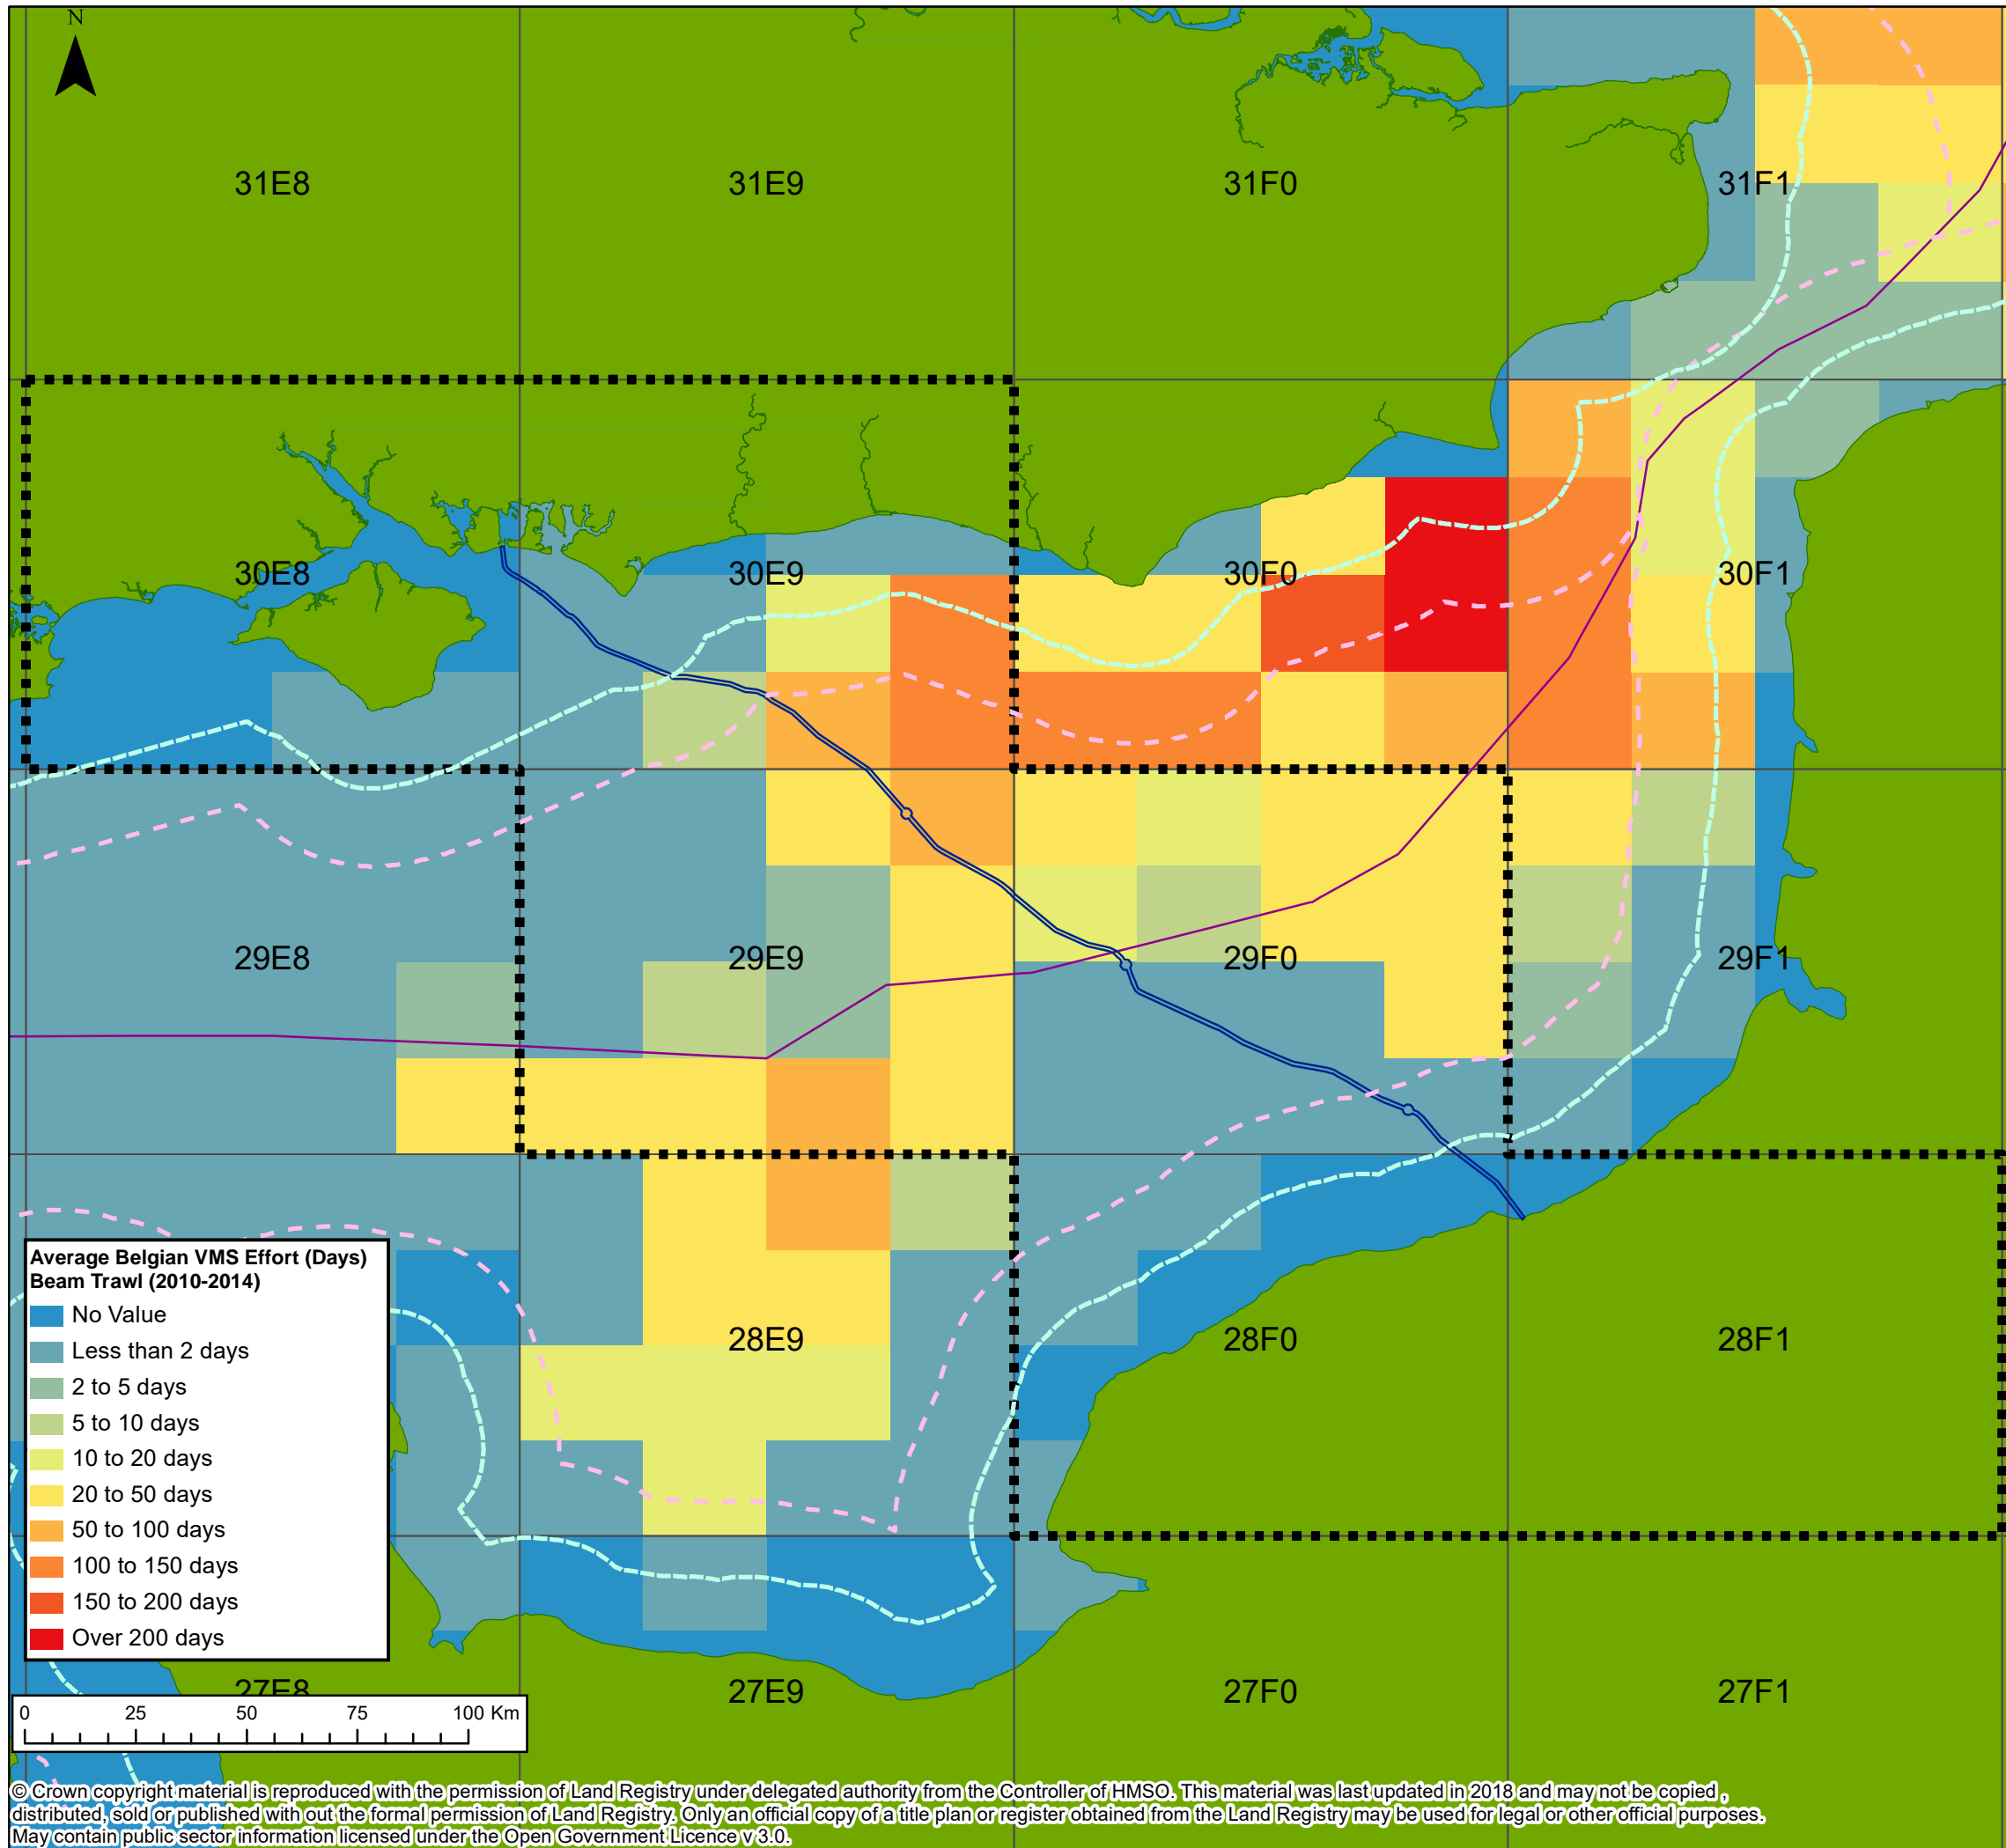 N
31E8
31E9
31F0
31F1
30E8
30E9
30F0
30F1
29E8
29E9
29F0
29F1
28E9
28F0
28F1
27E8
27E9
27F0
27F1
Average Belgian VMS Effort (Days)
Beam Trawl (2010-2014)
No Value
Less than 2 days
2 to 5 days
5 to 10 days
10 to 20 days
20 to 50 days
50 to 100 days
100 to 150 days
150 to 200 days
Over 200 days
0 25 50 75 100 Km
© Crown copyright material is reproduced with the permission of Land Registry under delegated authority from the Controller of HMSO. This material was last updated in 2018 and may not be copied ,
distributed, sold or published with out the formal permission of Land Registry. Only an official copy of a title plan or register obtained from the Land Registry may be used for legal or other official purposes.
May contain public sector information licensed under the Open Government Licence v 3.0.